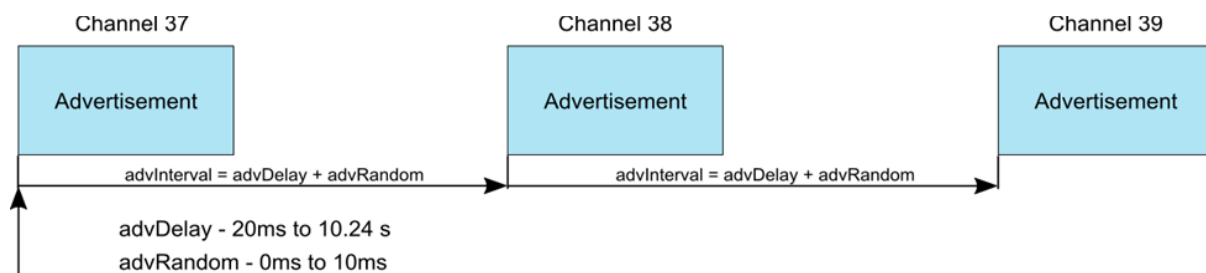 Channel 37
Channel 38
Channel 39
Advertisement
Advertisement
Advertisement
advInterval = advDelay + advRandom
advInterval = advDelay + advRandom
advDelay - 20ms to 10.24 s
advRandom - 0ms to 10ms